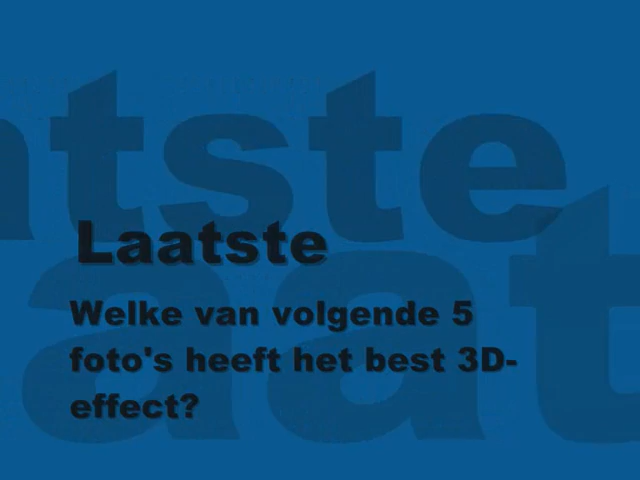 Laatste
Welke van volgende 5
foto's heeft het best 3D-
effect?